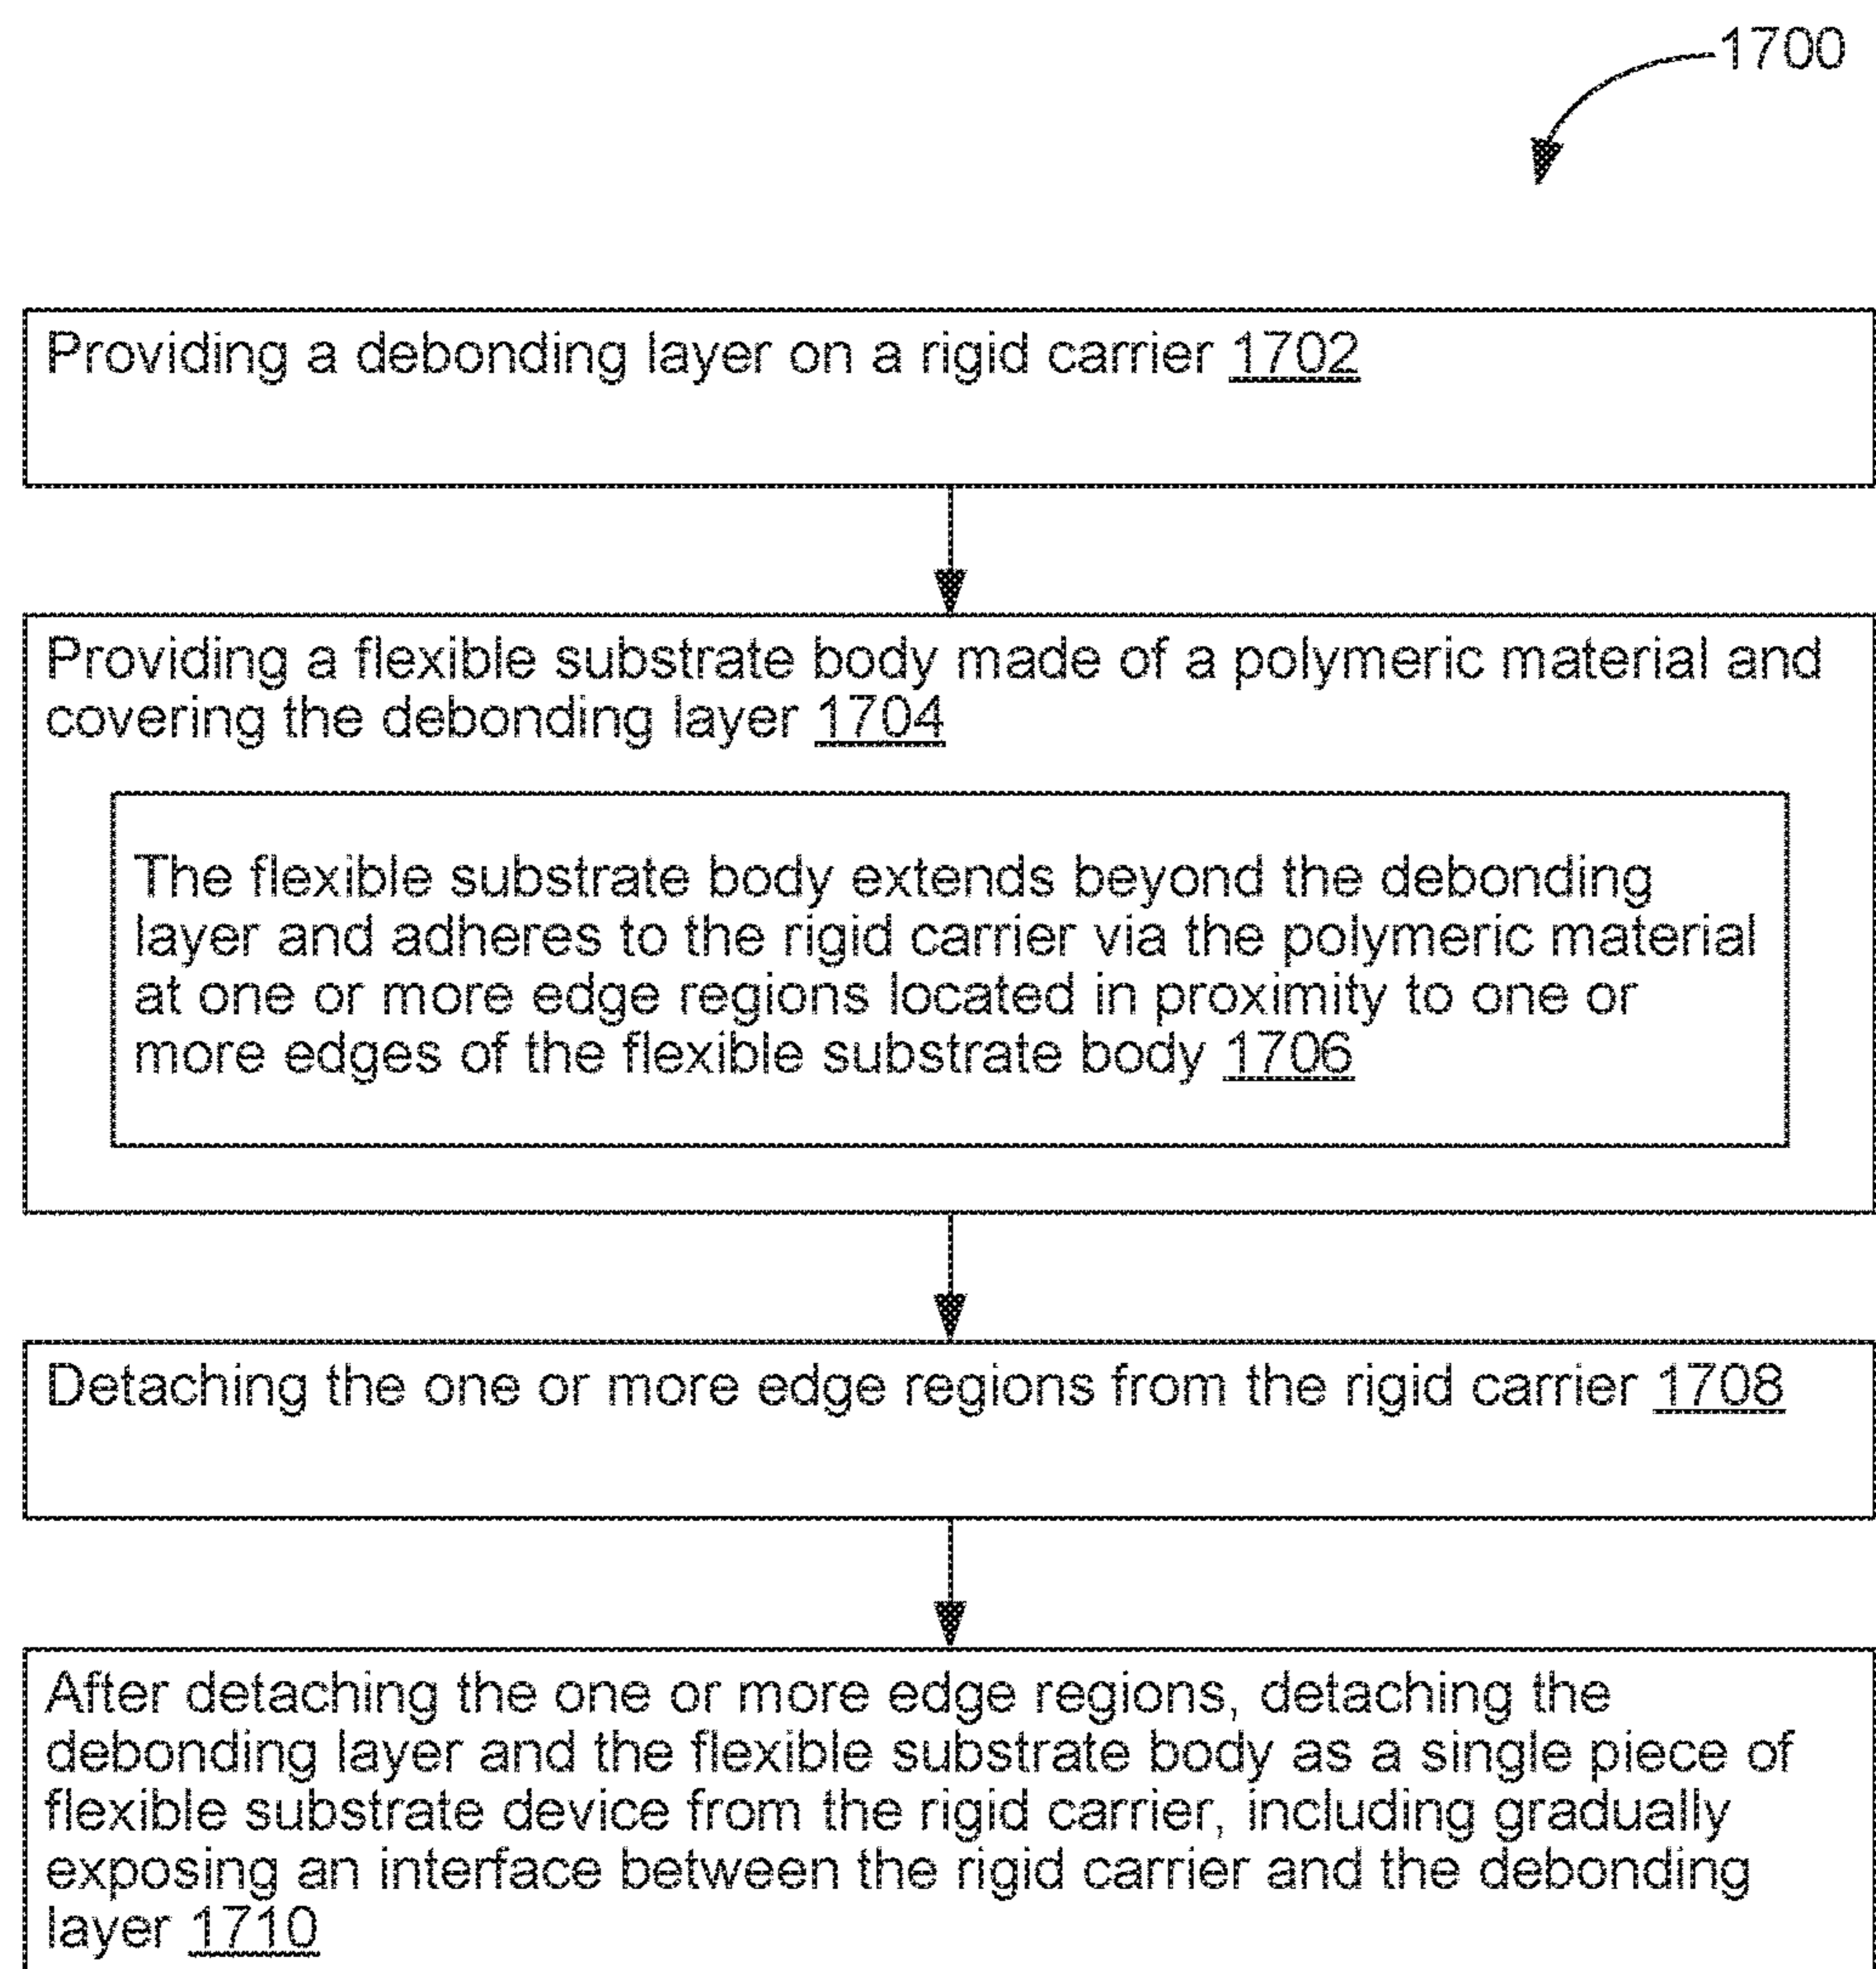 1700
Providing a debonding layer on a rigid carrier 1702
Providing a flexible substrate body made of a polymeric material and
covering the debonding layer 1704
The flexible substrate body extends beyond the debonding
layer and adheres to the rigid carrier via the polymeric material
at one or more edge regions located in proximity to one or
more edges of the flexible substrate body 1706
Detaching the one or more edge regions from the rigid carrier 1708
After detaching the one or more edge regions, detaching the
debonding layer and the flexible substrate body as a single piece of
flexible substrate device from the rigid carrier, including gradually
exposing an interface between the rigid carrier and the debonding
layer 1710